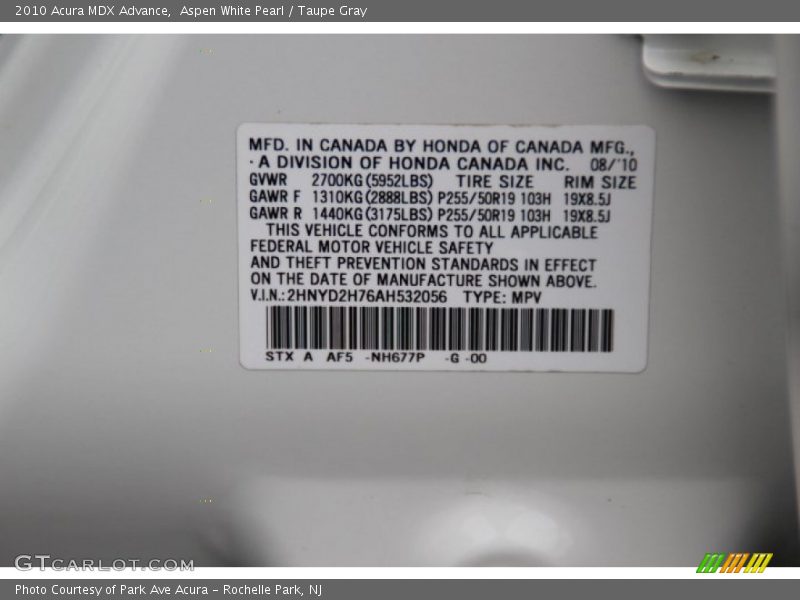 2010 Acura MDX Advance,  Aspen White Pearl / Taupe Gray
MFD. IN CANADA BY HONDA OF CANADA MFG.,
· A DIVISION OF HONDA CANADA INC. 08/'10
GVWR 2700KG(5952LBS) TIRE SIZE RIM SIZE
GAWR F 1310KG(2888LBS) P255/50R19 103H 19X8.5J
GAWR R 1440KG(3175LBS) P255/50R19 103H 19X8.5J
THIS VEHICLE CONFORMS TO ALL APPLICABLE
FEDERAL MOTOR VEHICLE SAFETY
AND THEFT PREVENTION STANDARDS IN EFFECT
ON THE DATE OF MANUFACTURE SHOWN ABOVE.
V.I.N.: 2HNYD2H76AH532056 TYPE: MPV
STX A AF5 -NH677P -G -00
GTCARLOT.COM
Photo Courtesy of Park Ave Acura - Rochelle Park, NJ